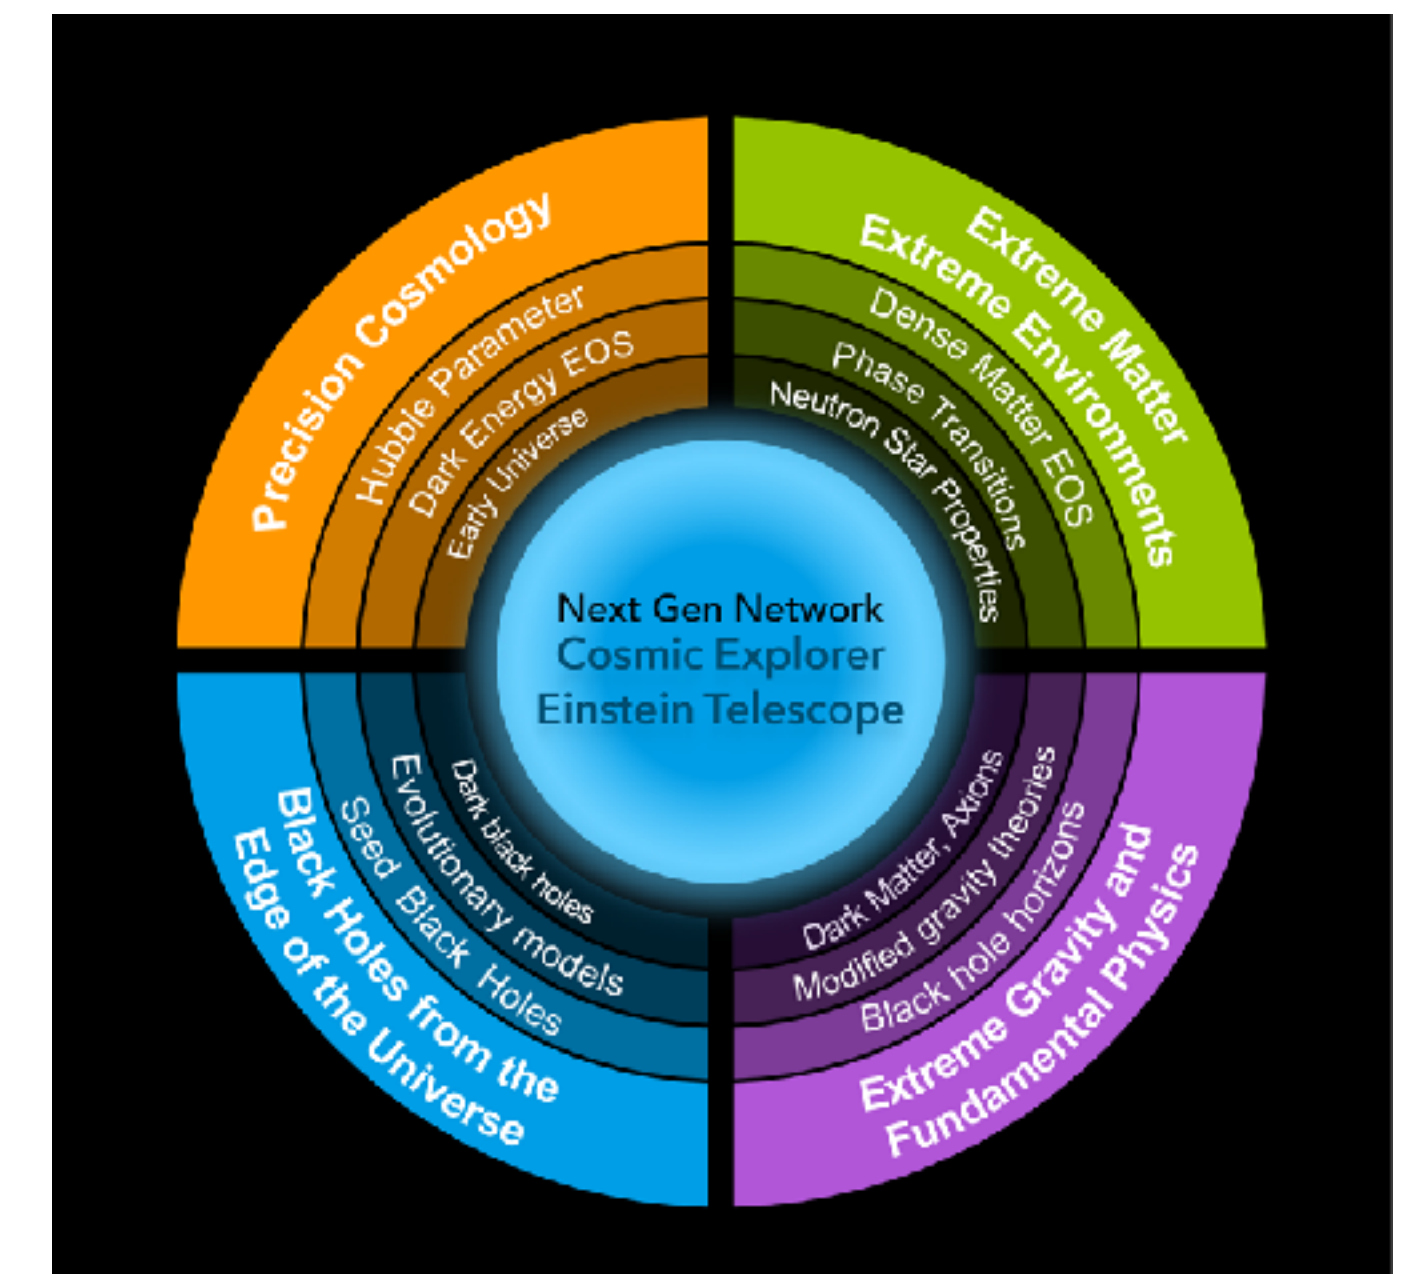 Precision Cosmology
Hubble Parameter
Dark Energy EOS
Early Universe
Extreme Matter
Extreme Environments
Dense Matter EOS
Phase Transitions
Neutron Star Properties
Next Gen Network
Cosmic Explorer
Einstein Telescope
Dark black holes
Evolutionary models
Seed Black Holes
Black Holes from the
Edge of the Universe
Dark Matter, Axions
Modified gravity theories
Black hole horizons
Extreme Gravity and
Fundamental Physics